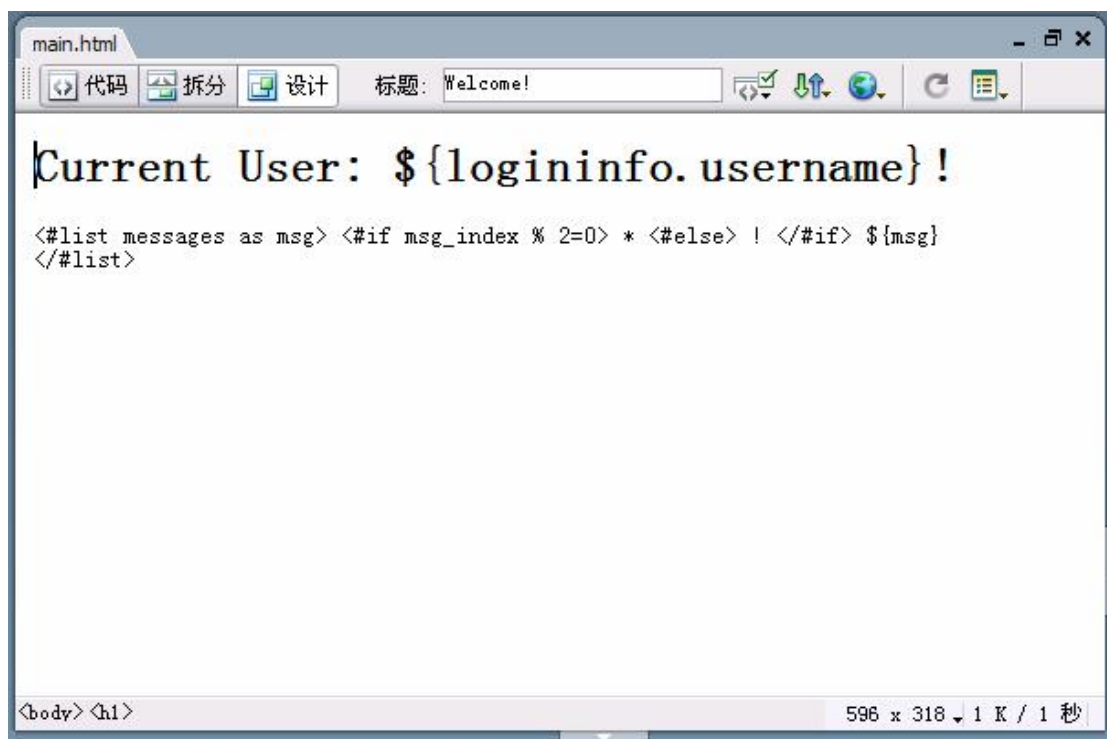 main.html
代码 拆分 设计 标题: Welcome!
Current User: ${logininfo.username}!
<#list messages as msg> <#if msg_index % 2=0> * <#else> ! </#if> ${msg}
</#list>
<body> <h1> 596 x 318 1 K / 1 秒